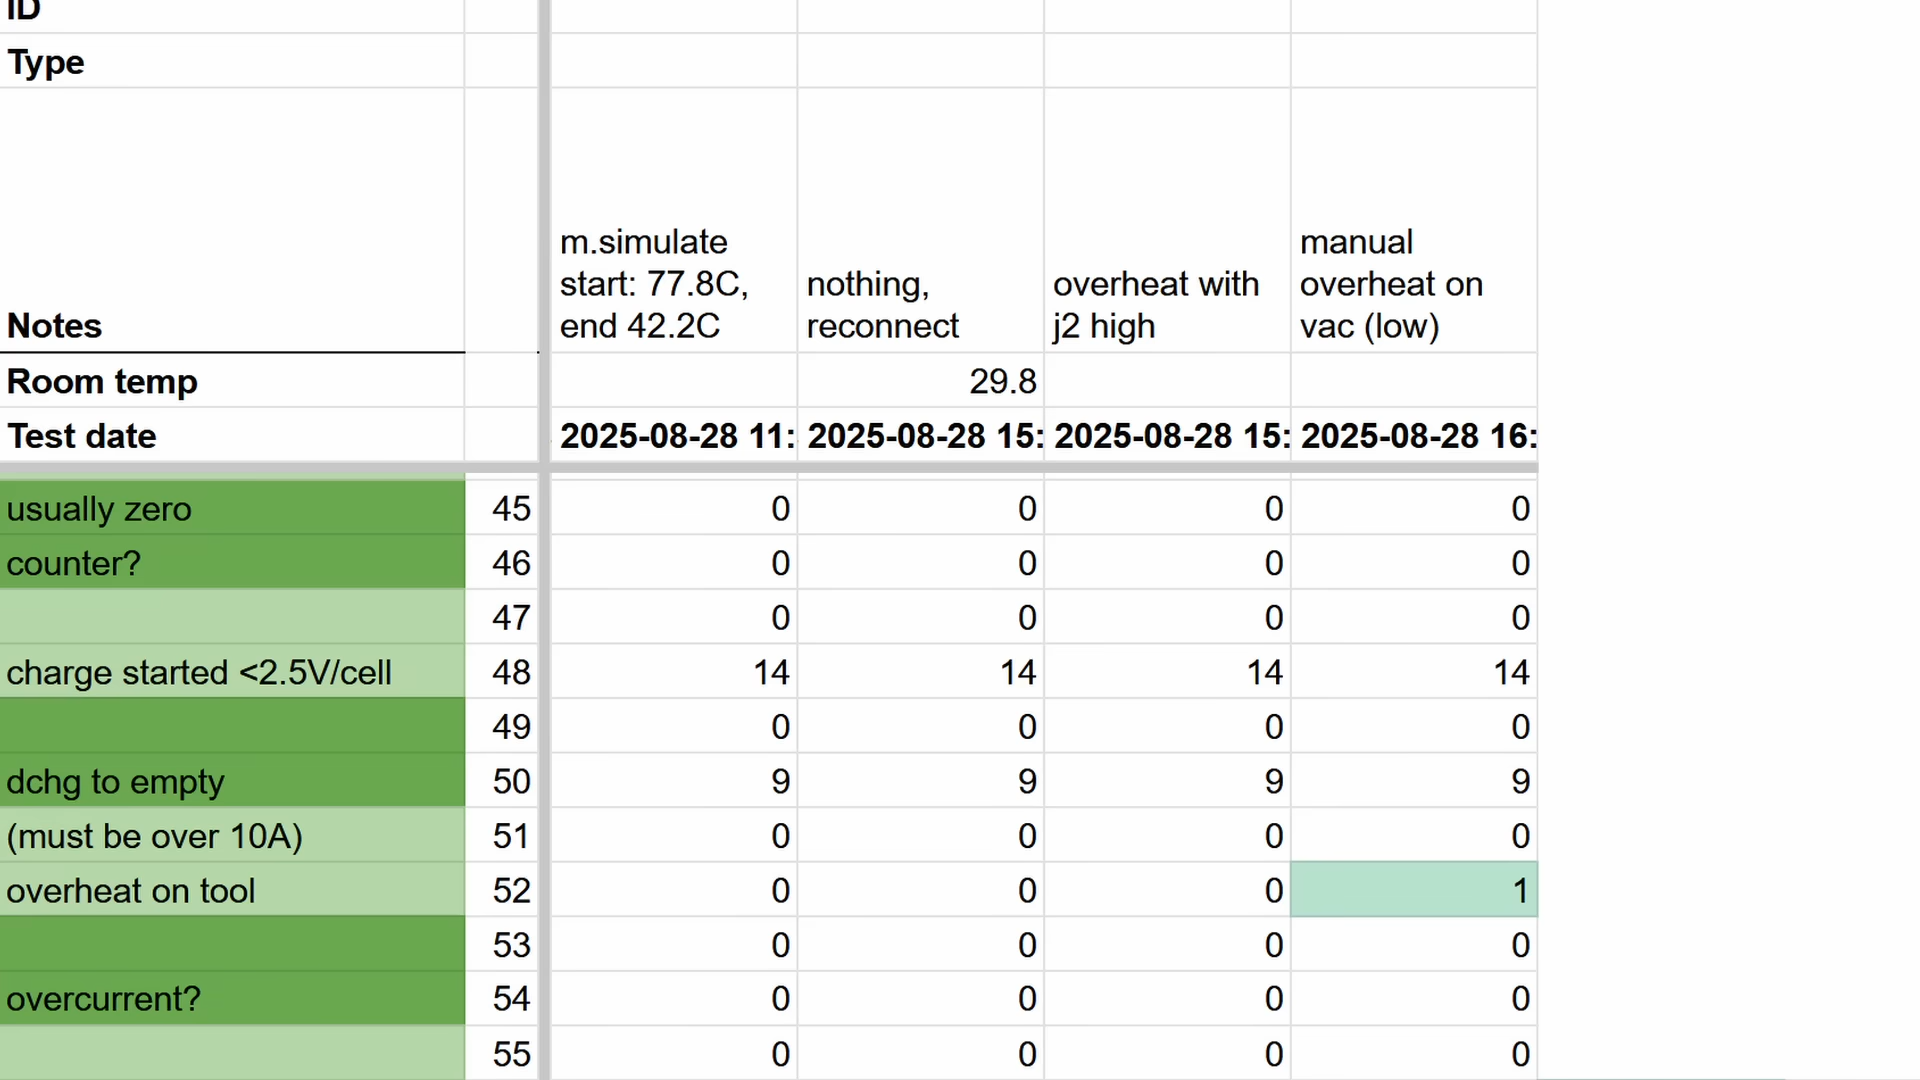 ID
Type
Notes
m.simulate
start: 77.8C,
end 42.2C
nothing,
reconnect
overheat with
j2 high
manual
overheat on
vac (low)
Room temp 29.8
Test date 2025-08-28 11: 2025-08-28 15: 2025-08-28 15: 2025-08-28 16:
usually zero 45 0 0 0 0
counter? 46 0 0 0 0
47 0 0 0 0
charge started <2.5V/cell 48 14 14 14 14
49 0 0 0 0
dchg to empty 50 9 9 9 9
(must be over 10A) 51 0 0 0 0
overheat on tool 52 0 0 0 1
53 0 0 0 0
overcurrent? 54 0 0 0 0
55 0 0 0 0